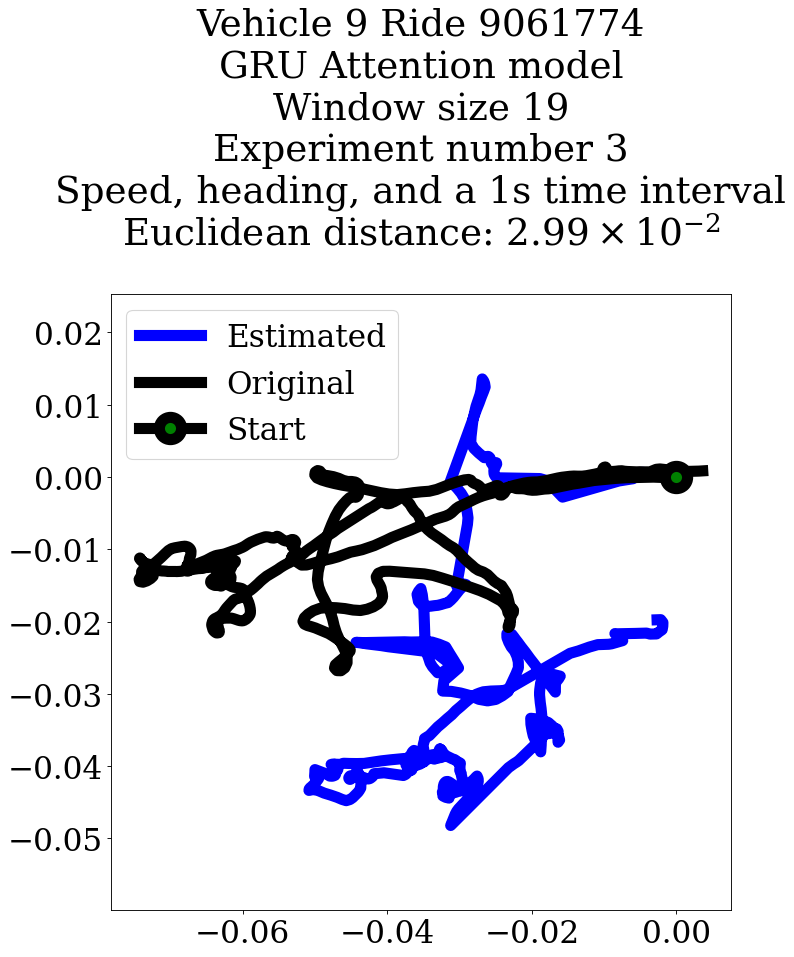 Vehicle 9 Ride 9061774
GRU Attention model
Window size 19
Experiment number 3
Speed, heading, and a 1s time interval
Euclidean distance: 2.99 × 10⁻²
Estimated
Original
Start
0.02
0.01
0.00
−0.01
−0.02
−0.03
−0.04
−0.05
−0.06
−0.04
−0.02
0.00